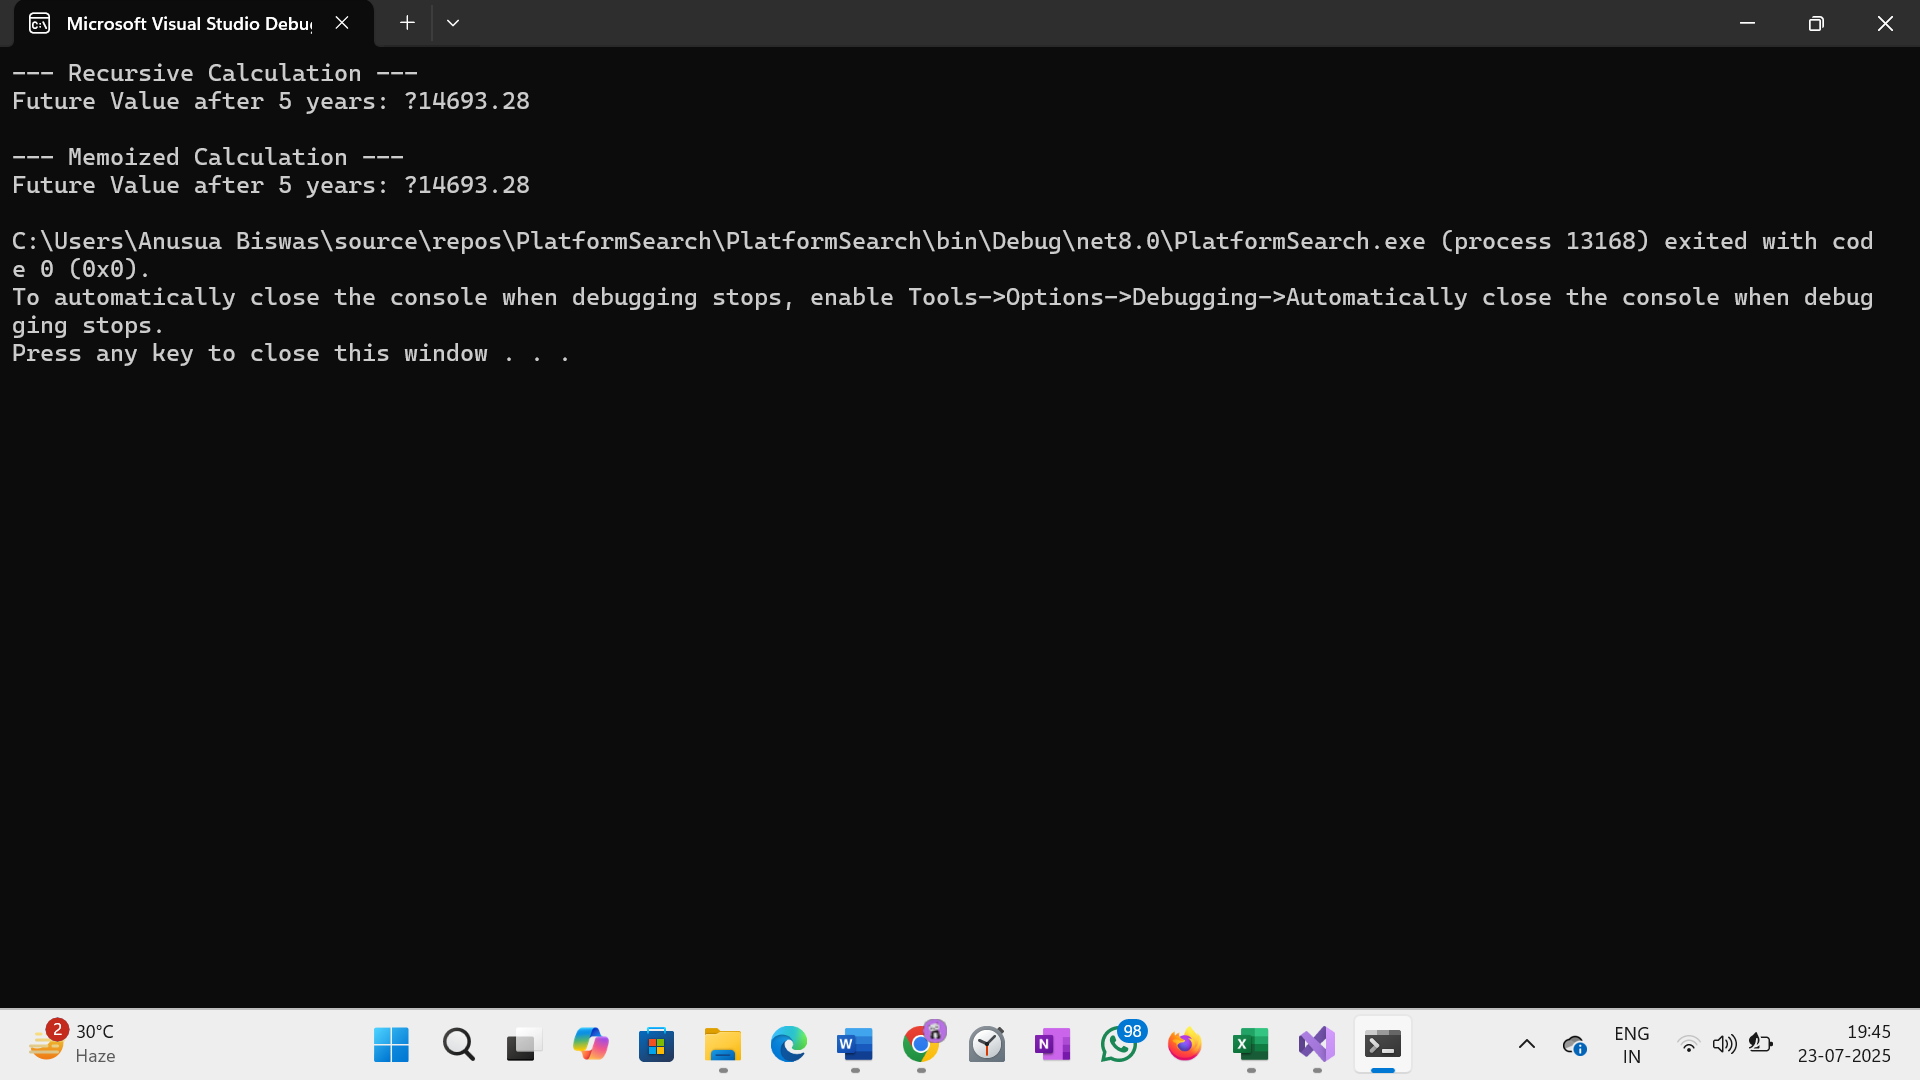 Microsoft Visual Studio Debug
--- Recursive Calculation ---
Future Value after 5 years: ?14693.28
--- Memoized Calculation ---
Future Value after 5 years: ?14693.28
C:\Users\Anusua Biswas\source\repos\PlatformSearch\PlatformSearch\bin\Debug\net8.0\PlatformSearch.exe (process 13168) exited with cod
e 0 (0x0).
To automatically close the console when debugging stops, enable Tools->Options->Debugging->Automatically close the console when debug
ging stops.
Press any key to close this window . . .
2
30°C
Haze
98
ENG
IN
19:45
23-07-2025